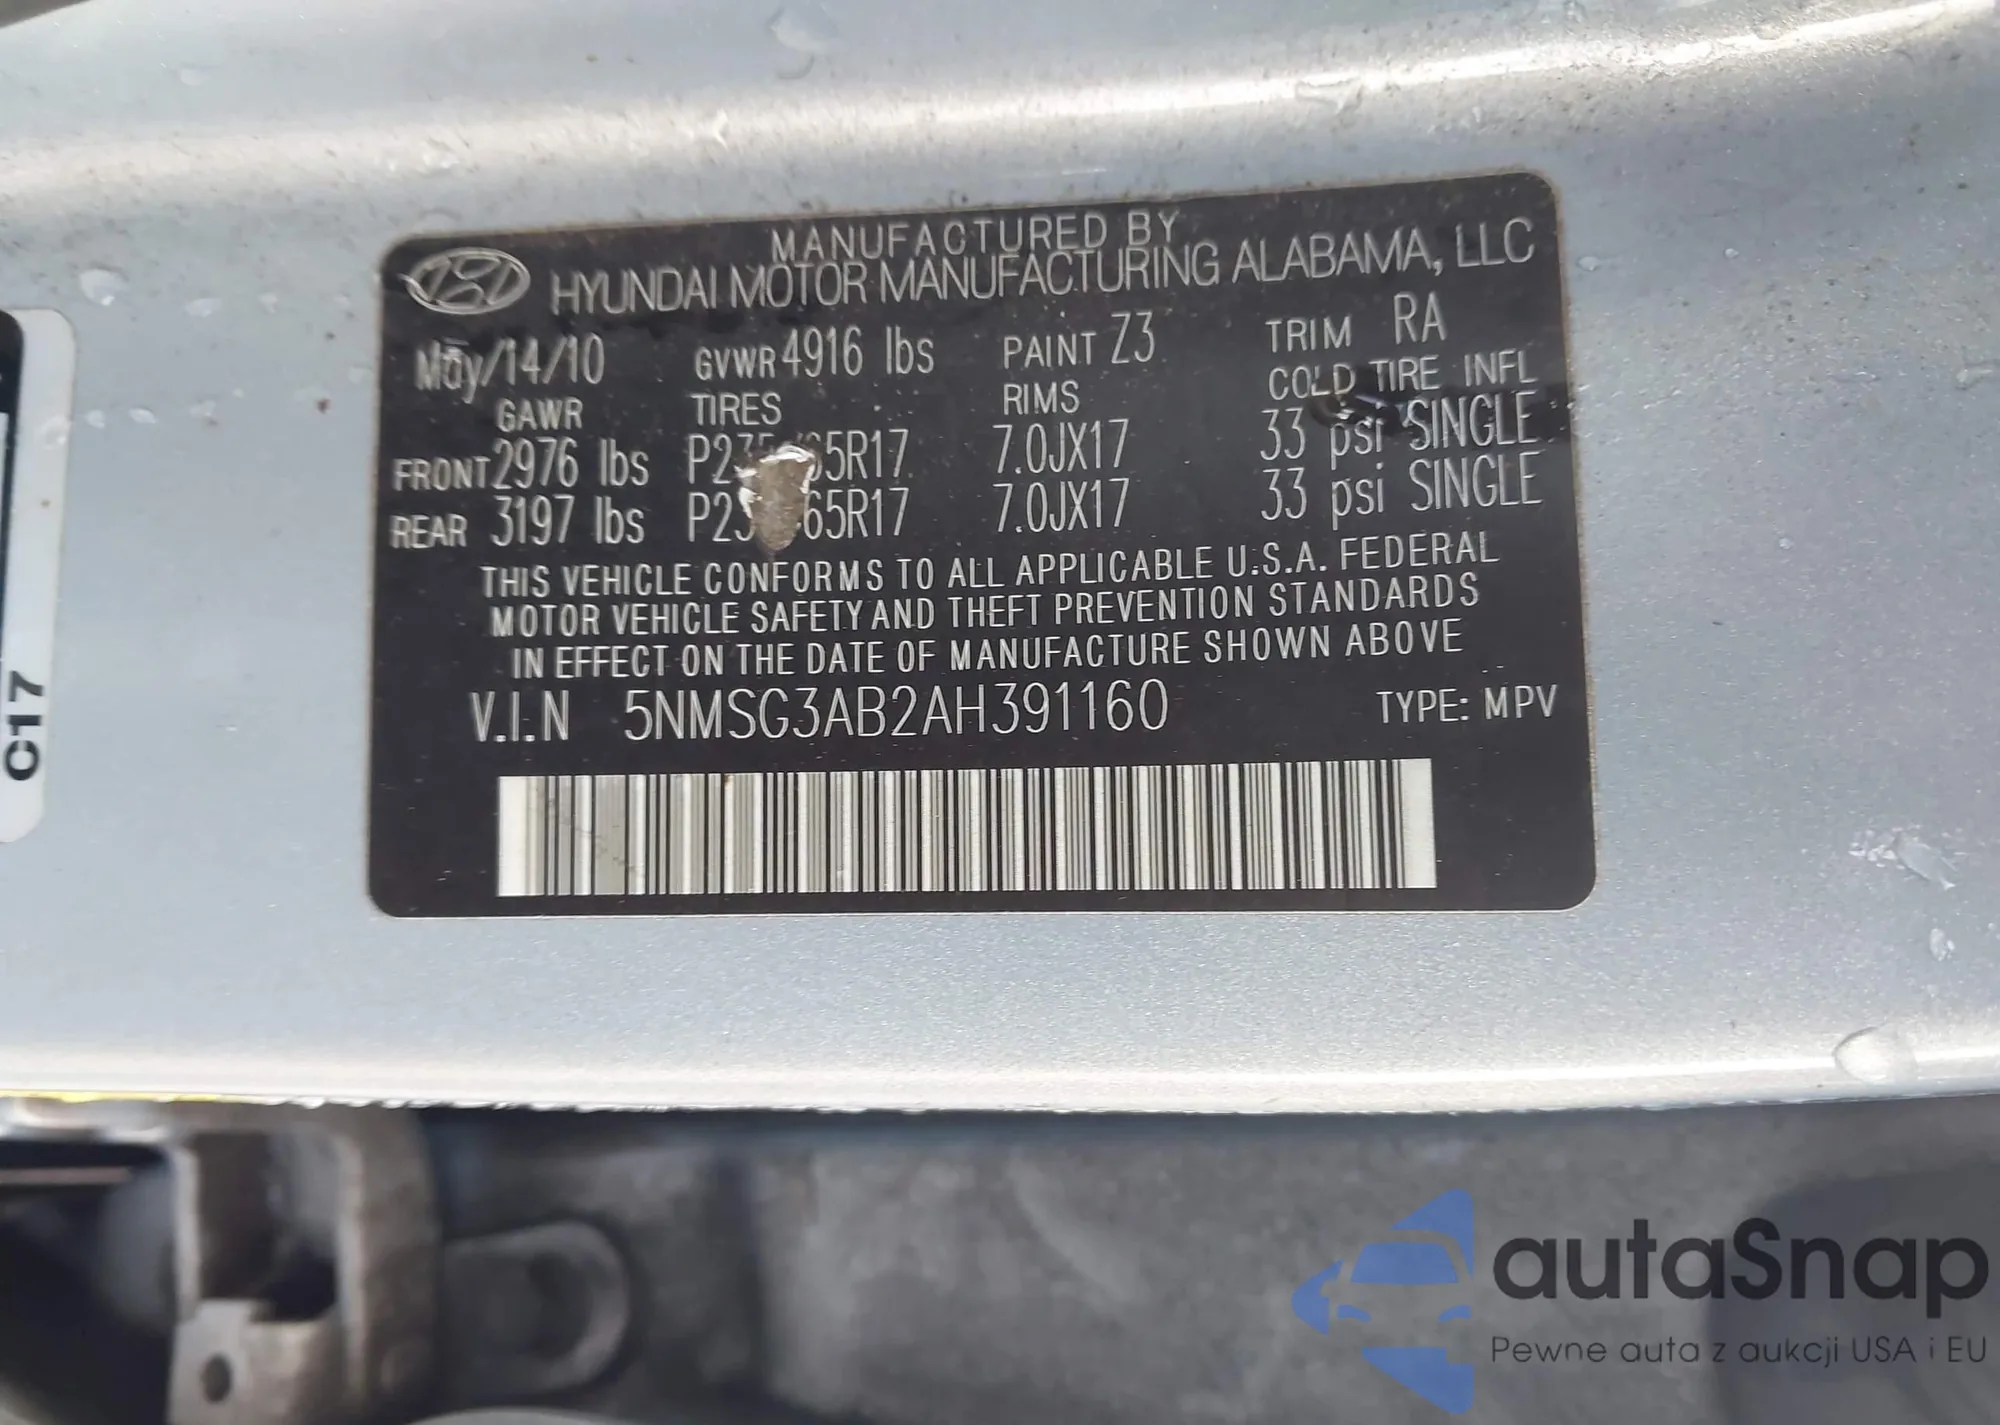 MANUFACTURED BY
HYUNDAI MOTOR MANUFACTURING ALABAMA, LLC
May/14/10 GVWR 4916 lbs PAINT Z3 TRIM RA
GAWR TIRES RIMS COLD TIRE INFL
FRONT 2976 lbs 7.0JX17 33 psi SINGLE
REAR 3197 lbs 7.0JX17 33 psi SINGLE
THIS VEHICLE CONFORMS TO ALL APPLICABLE U.S.A. FEDERAL
MOTOR VEHICLE SAFETY AND THEFT PREVENTION STANDARDS
IN EFFECT ON THE DATE OF MANUFACTURE SHOWN ABOVE
V.I.N 5NMSG3AB2AH391160 TYPE: MPV
C17
autaSnap
Pewne auta z aukcji USA i EU